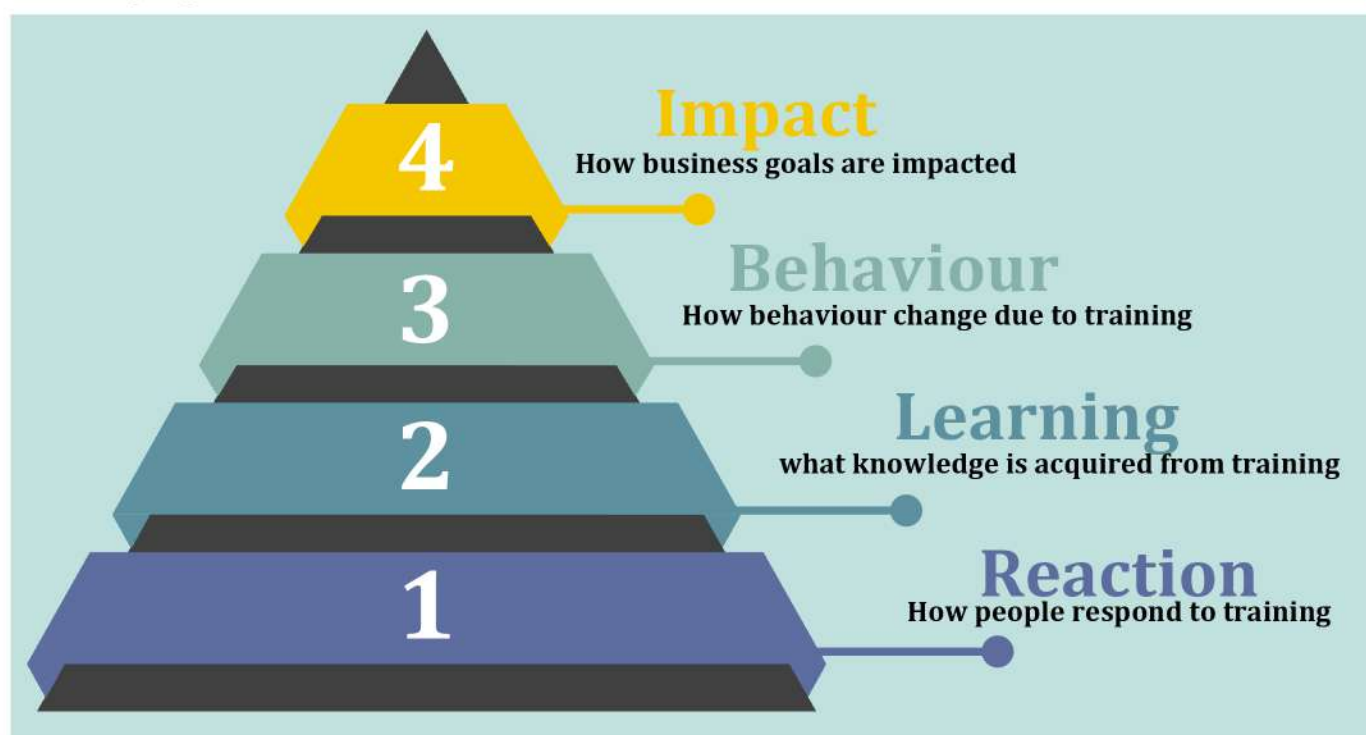 4
Impact
How business goals are impacted
3
Behaviour
How behaviour change due to training
2
Learning
what knowledge is acquired from training
1
Reaction
How people respond to training